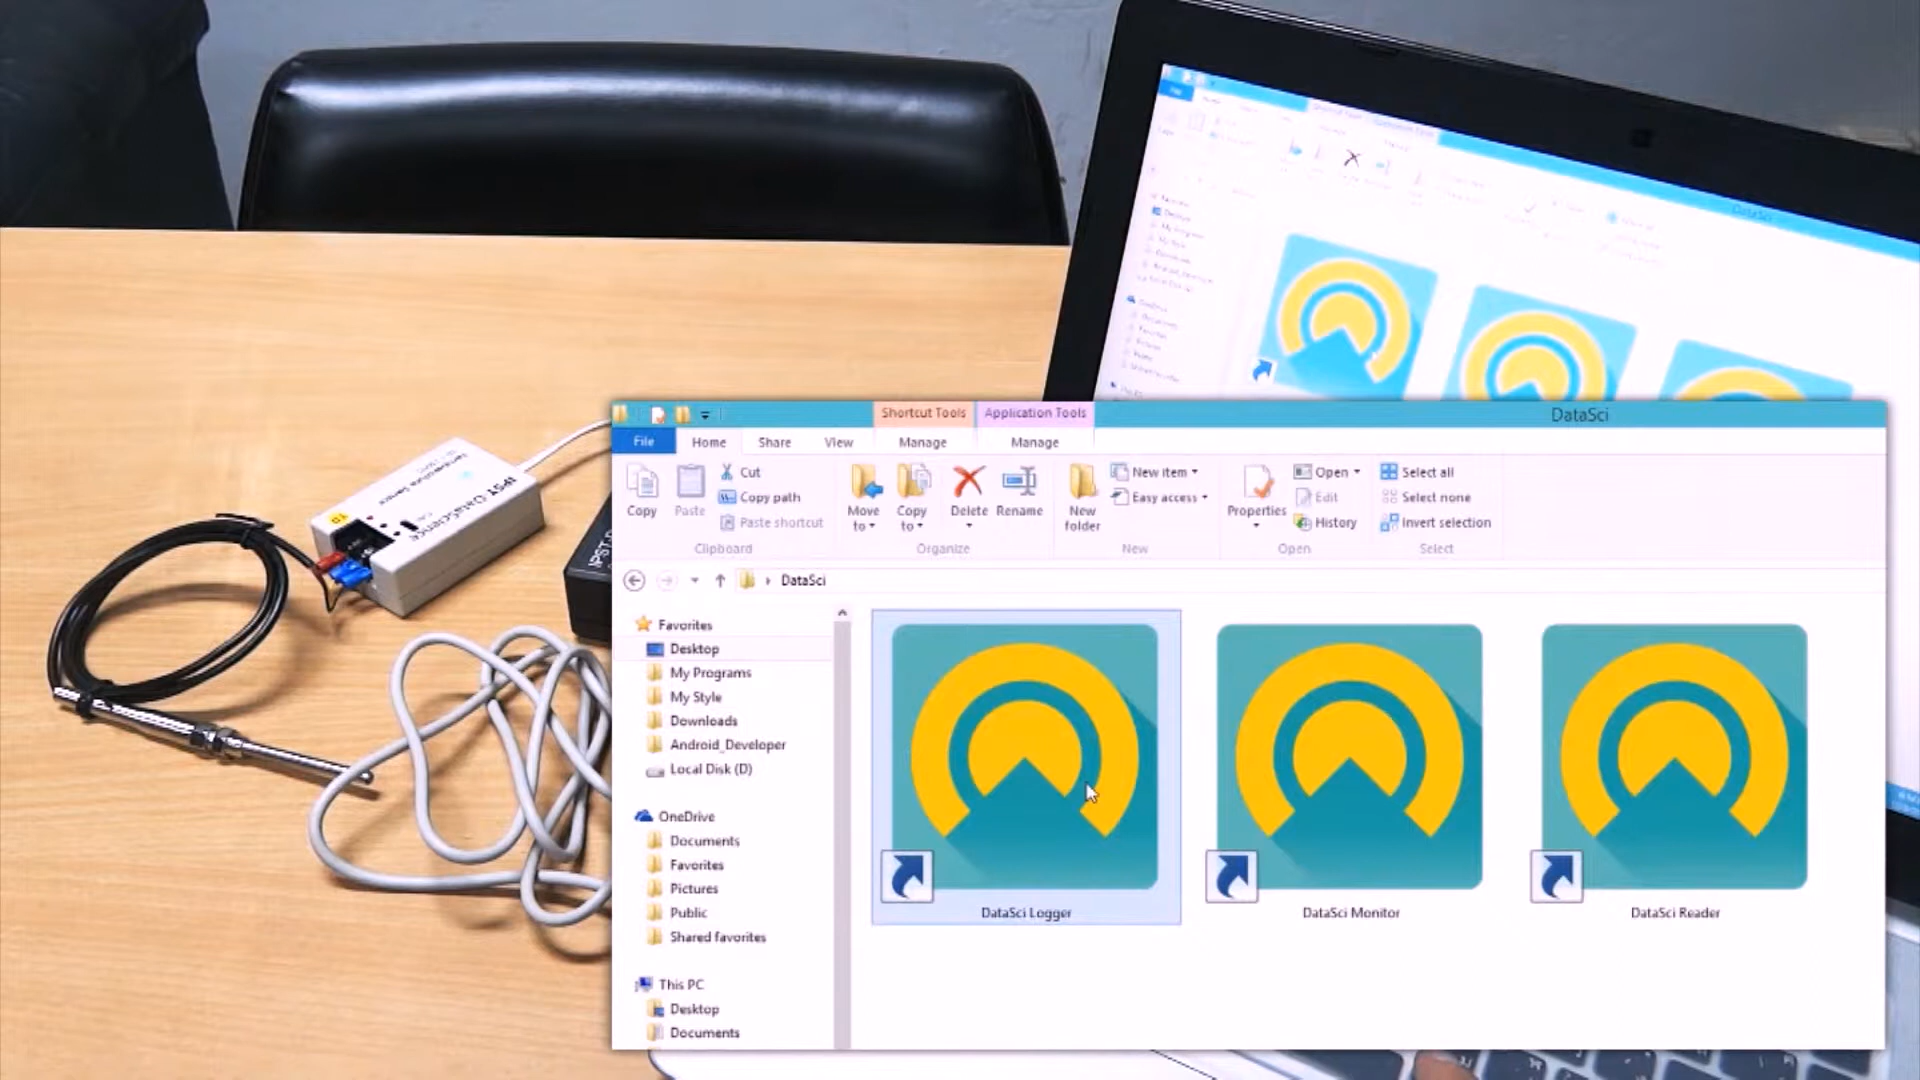 Shortcut Tools
Application Tools
DataSci
File
Home
Share
View
Manage
Manage
Copy
Paste
Cut
Copy path
Paste shortcut
Clipboard
Move to
Copy to
Delete
Rename
Organize
New folder
New item
Easy access
New
Properties
Open
Edit
History
Open
Select all
Select none
Invert selection
Select
DataSci
Favorites
Desktop
My Programs
My Style
Downloads
Android_Developer
Local Disk (D)
OneDrive
Documents
Favorites
Pictures
Public
Shared favorites
This PC
Desktop
Documents
DataSci Logger
DataSci Monitor
DataSci Reader
IPST-DataScience
Temperature Sensor